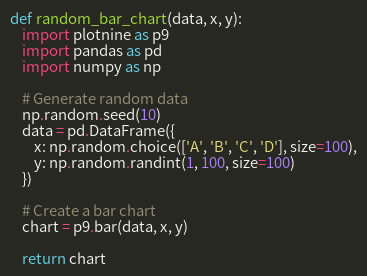 def random_bar_chart(data, x, y):
    import plotnine as p9
    import pandas as pd
    import numpy as np

    # Generate random data
    np.random.seed(10)
    data = pd.DataFrame({
        x: np.random.choice(['A', 'B', 'C', 'D'], size=100),
        y: np.random.randint(1, 100, size=100)
    })

    # Create a bar chart
    chart = p9.bar(data, x, y)

    return chart